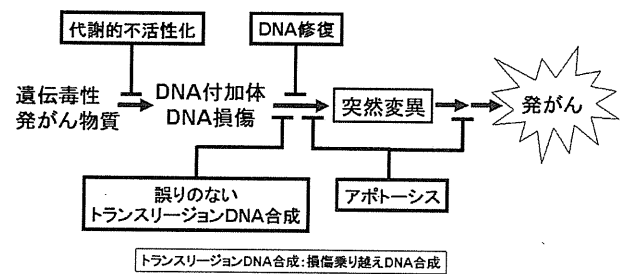 代謝的不活性化
DNA修復
遺伝毒性
発がん物質
DNA付加体
DNA損傷
突然変異
発がん
誤りのない
トランスリージョンDNA合成
アポトーシス
トランスリージョンDNA合成：損傷乗り越えDNA合成